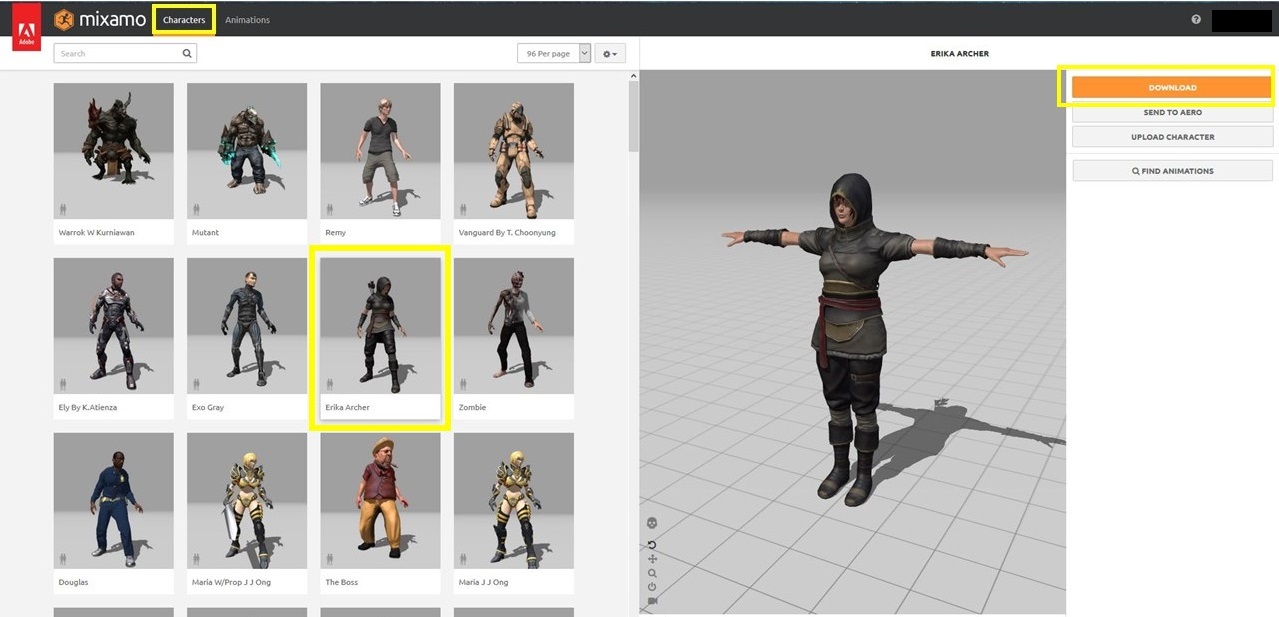 Adobe
mixamo
Characters
Animations
Search
96 Per page
ERIKA ARCHER
DOWNLOAD
SEND TO AERO
UPLOAD CHARACTER
FIND ANIMATIONS
Warrok W Kurniawan
Mutant
Remy
Vanguard By T. Choonyung
Ely By K.Atienza
Exo Gray
Erika Archer
Zombie
Douglas
Maria W/Prop J J Ong
The Boss
Maria J J Ong